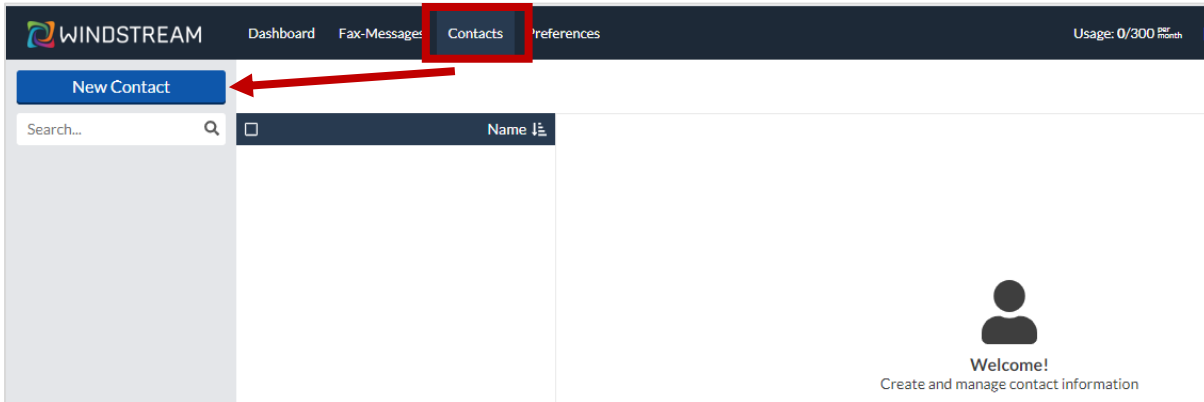 WINDSTREAM Dashboard Fax-Messages Contacts Preferences Usage: 0/300 per month
New Contact
Search... Name
Welcome!
Create and manage contact information